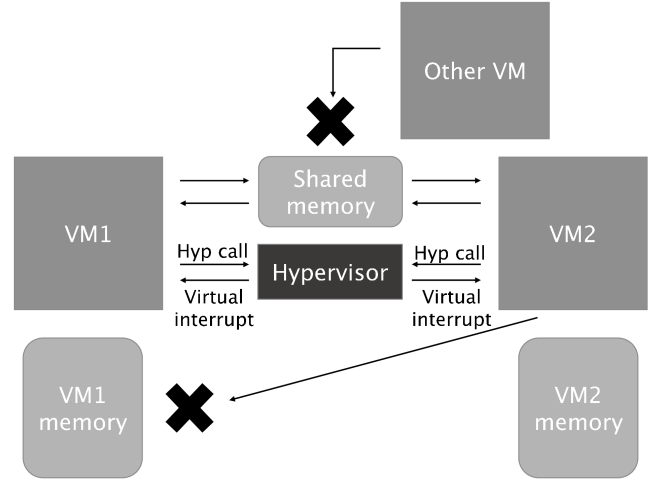 Other VM
Shared
memory
VM1
VM2
Hyp call
Hyp call
Hypervisor
Virtual
interrupt
Virtual
interrupt
VM1
memory
VM2
memory